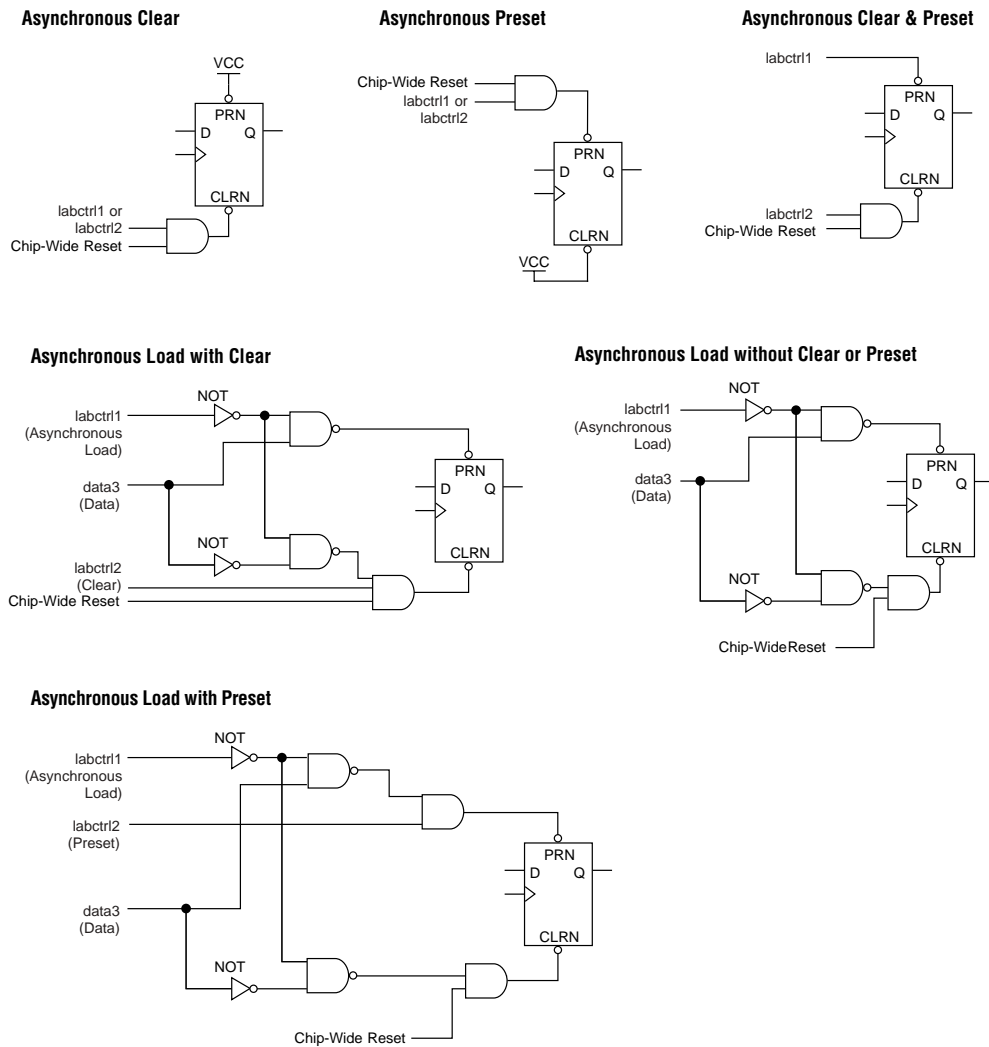 Asynchronous Clear
VCC
PRN
D Q
CLRN
labctrl1 or
labctrl2
Chip-Wide Reset
Asynchronous Preset
Chip-Wide Reset
labctrl1 or
labctrl2
PRN
D Q
CLRN
VCC
Asynchronous Clear & Preset
labctrl1
PRN
D Q
CLRN
labctrl2
Chip-Wide Reset
Asynchronous Load with Clear
NOT
labctrl1
(Asynchronous
Load)
PRN
data3
(Data)
D Q
NOT
CLRN
labctrl2
(Clear)
Chip-Wide Reset
Asynchronous Load without Clear or Preset
NOT
labctrl1
(Asynchronous
Load)
PRN
data3
(Data)
D Q
CLRN
NOT
Chip-Wide Reset
Asynchronous Load with Preset
NOT
labctrl1
(Asynchronous
Load)
labctrl2
(Preset)
PRN
D Q
data3
(Data)
CLRN
NOT
Chip-Wide Reset